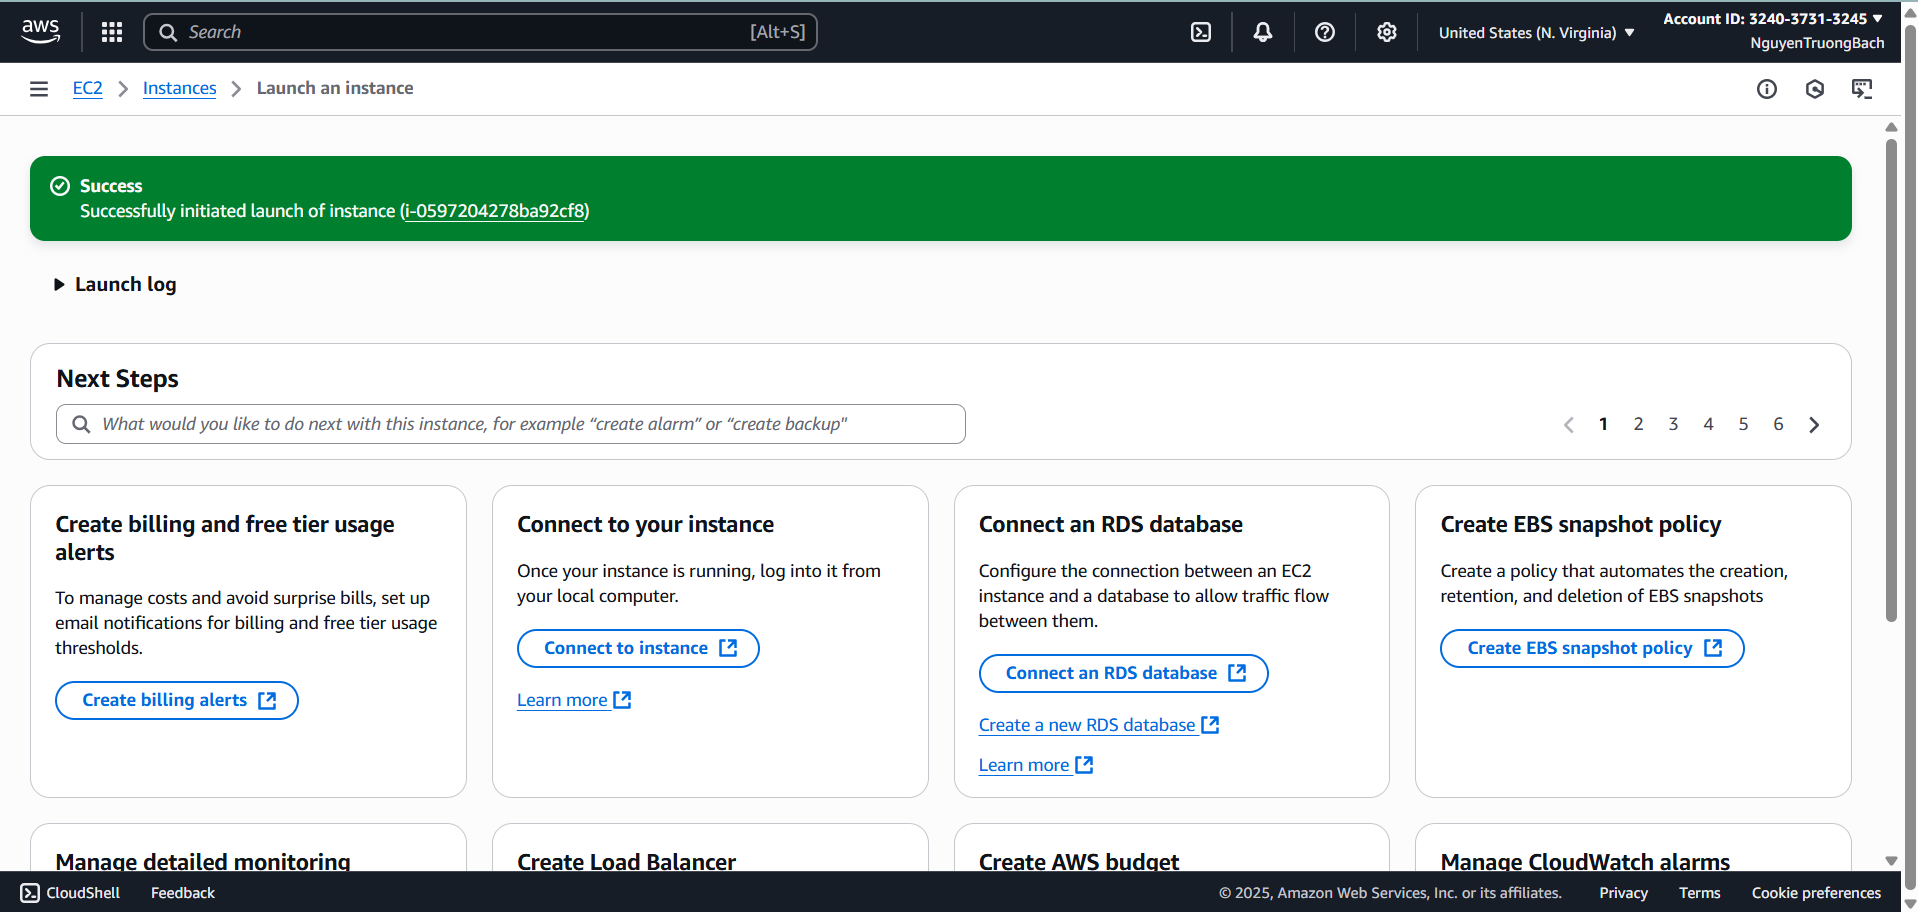 aws
Search [Alt+S]
United States (N. Virginia)
Account ID: 3240-3731-3245
NguyenTruongBach
EC2 Instances Launch an instance
Success
Successfully initiated launch of instance (i-0597204278ba92cf8)
Launch log
Next Steps
What would you like to do next with this instance, for example “create alarm” or “create backup"
1 2 3 4 5 6
Create billing and free tier usage
alerts
To manage costs and avoid surprise bills, set up
email notifications for billing and free tier usage
thresholds.
Create billing alerts
Connect to your instance
Once your instance is running, log into it from
your local computer.
Connect to instance
Learn more
Connect an RDS database
Configure the connection between an EC2
instance and a database to allow traffic flow
between them.
Connect an RDS database
Create a new RDS database
Learn more
Create EBS snapshot policy
Create a policy that automates the creation,
retention, and deletion of EBS snapshots
Create EBS snapshot policy
Manage detailed monitoring
Create Load Balancer
Create AWS budget
Manage CloudWatch alarms
CloudShell Feedback
© 2025, Amazon Web Services, Inc. or its affiliates. Privacy Terms Cookie preferences